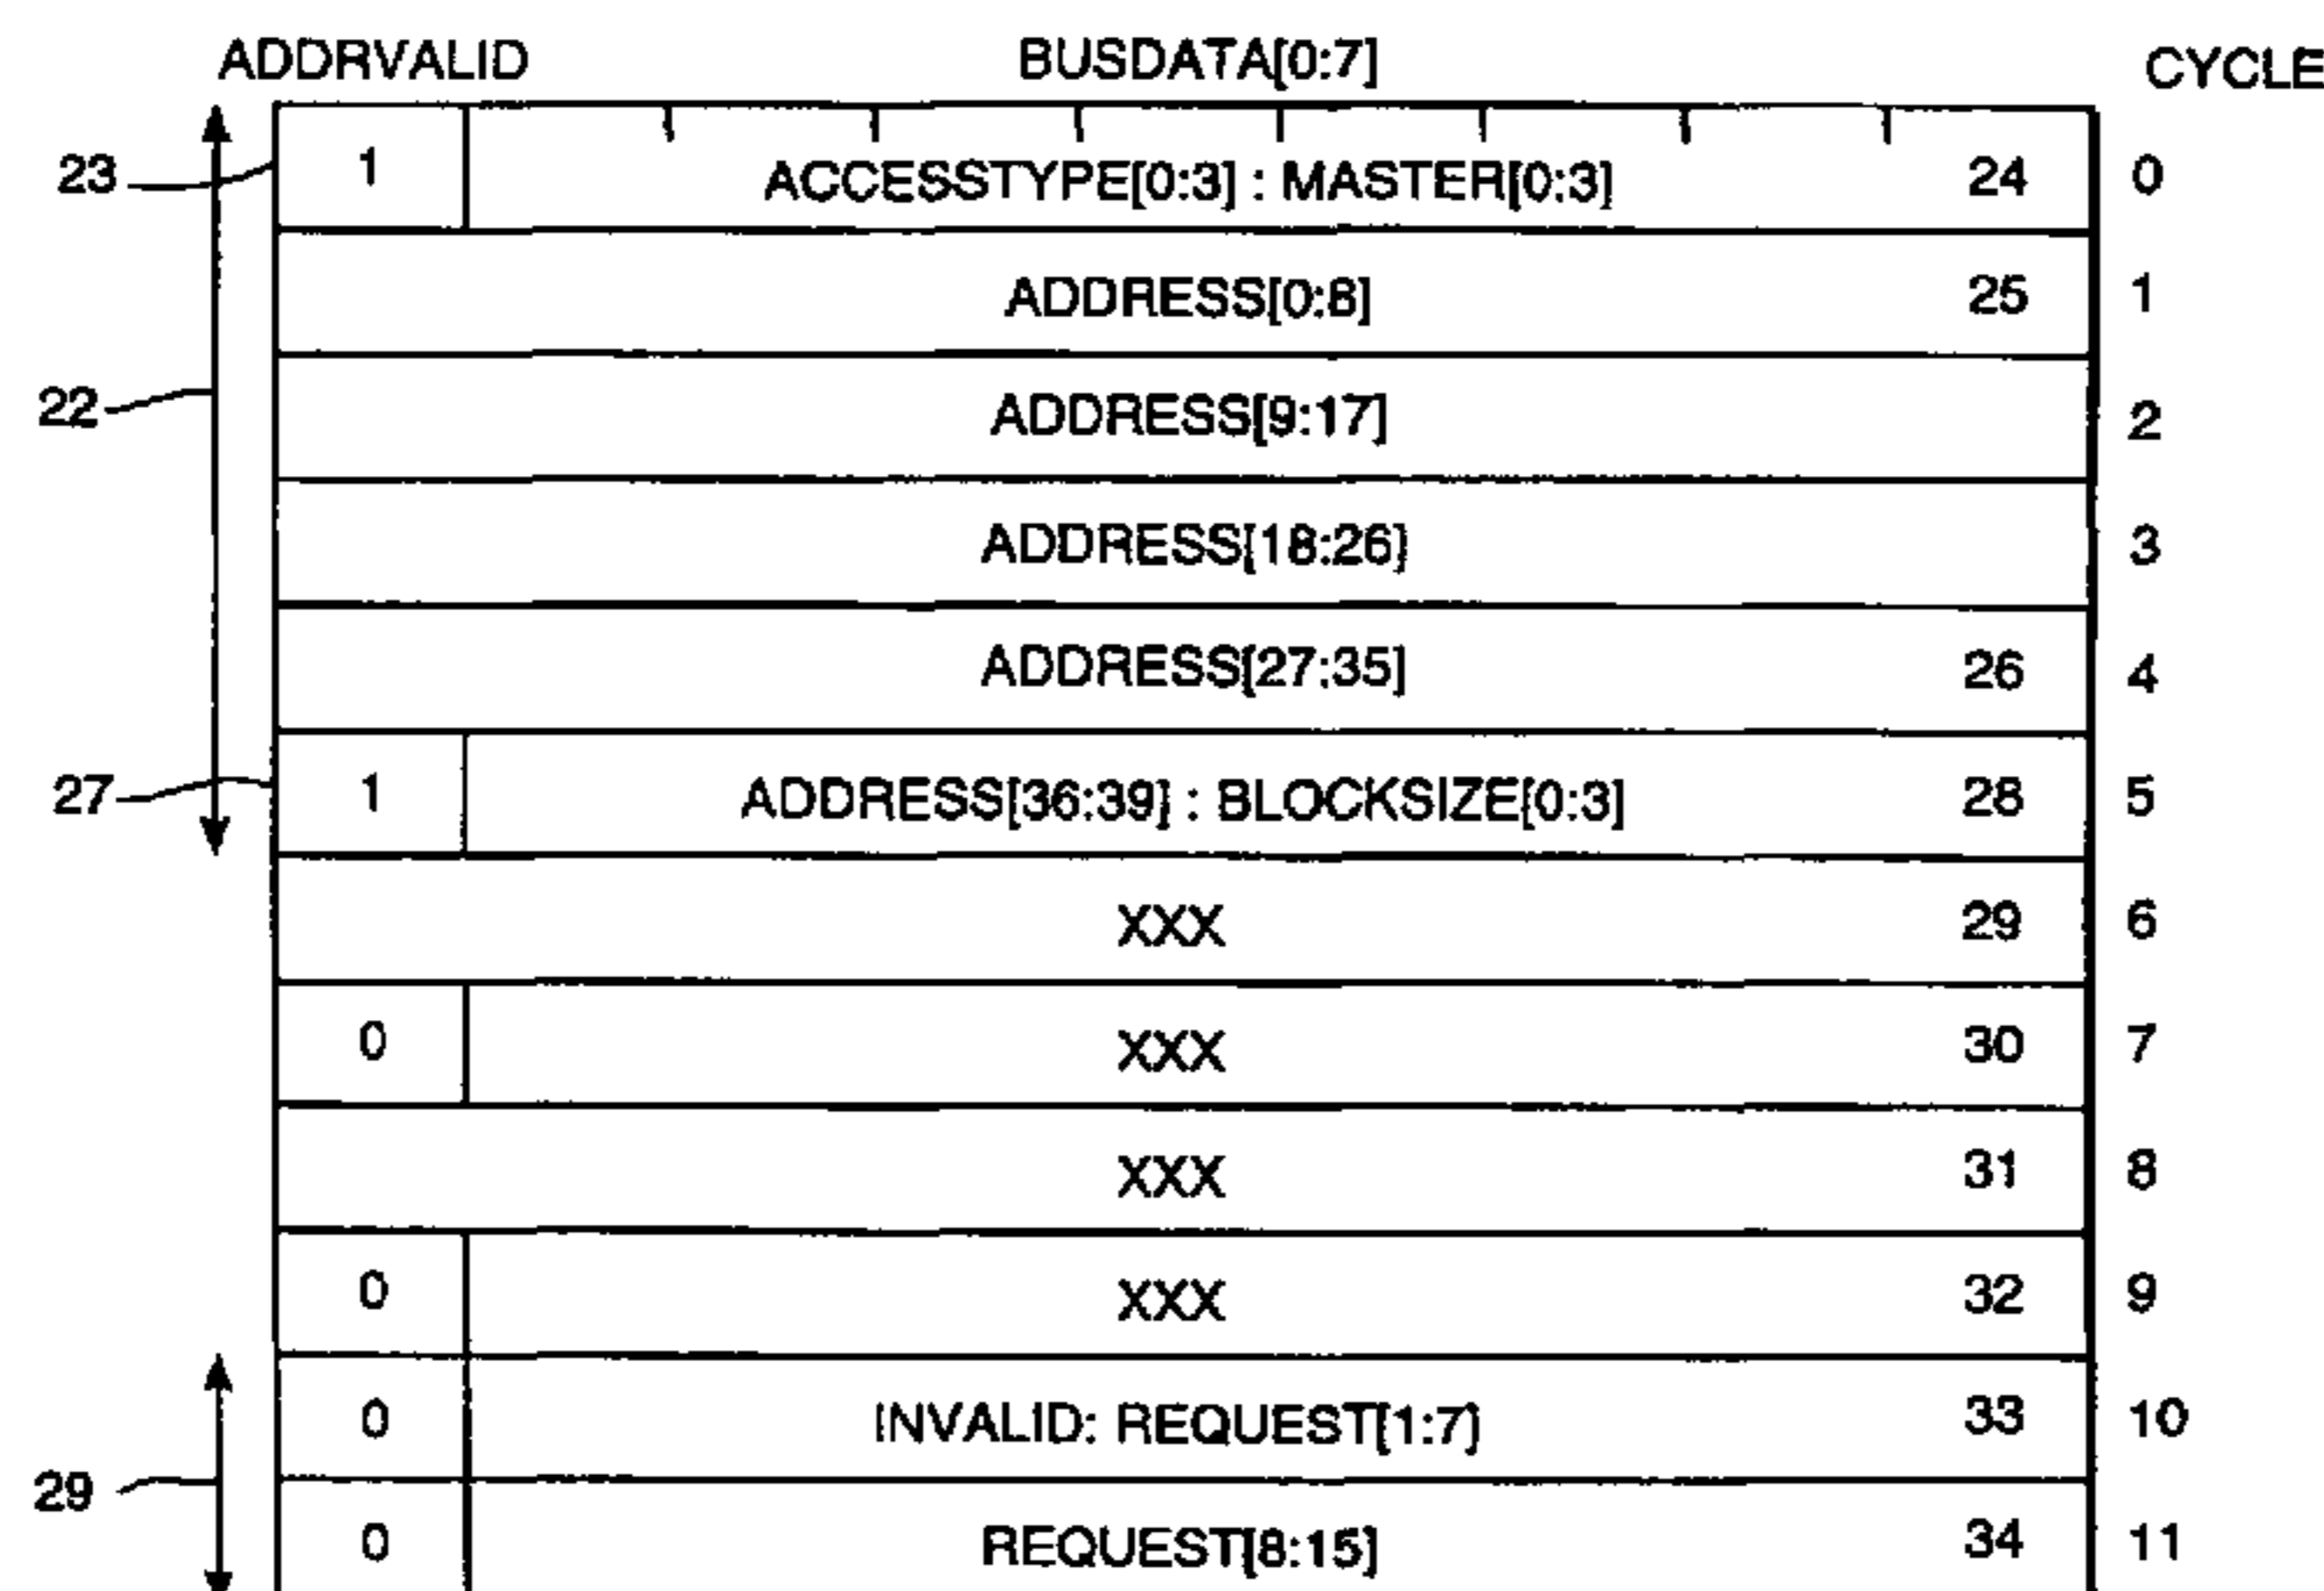 ADDRVALID BUSDATA[0:7] CYCLE
23 1 ACCESSTYPE[0:3] : MASTER[0:3] 24 0
ADDRESS[0:8] 25 1
22 ADDRESS[9:17] 2
ADDRESS[18:26] 3
ADDRESS[27:35] 26 4
27 1 ADDRESS[36:39] : BLOCKSIZE[0:3] 28 5
XXX 29 6
0 XXX 30 7
XXX 31 8
0 XXX 32 9
0 INVALID: REQUEST[1:7] 33 10
29 0 REQUEST[8:15] 34 11